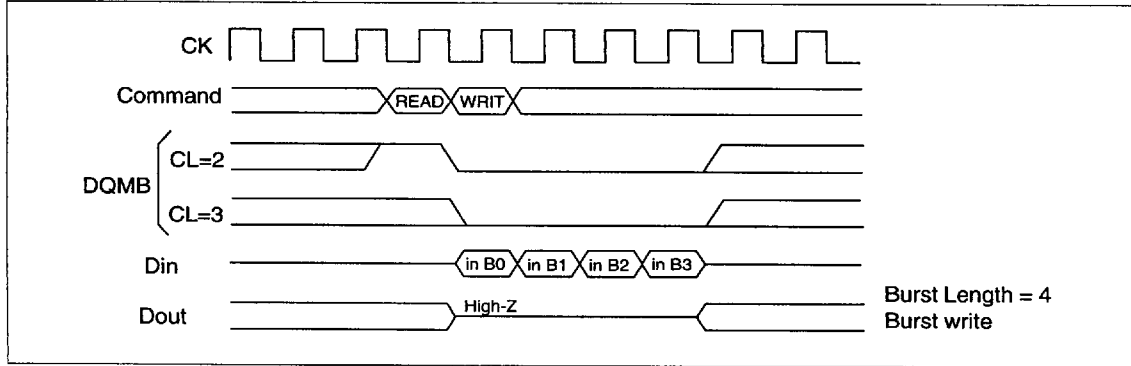 CK
Command READ WRIT
CL=2
DQMB
CL=3
Din in B0 in B1 in B2 in B3
Dout High-Z
Burst Length = 4
Burst write